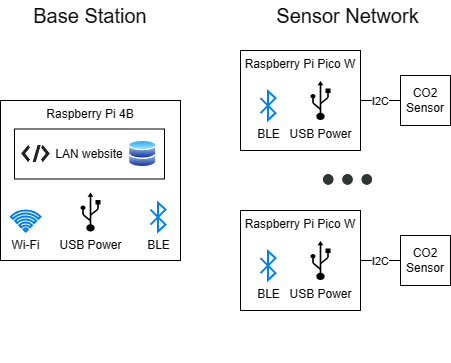 Base Station
Sensor Network
Raspberry Pi 4B
LAN website
Wi-Fi
USB Power
BLE
Raspberry Pi Pico W
BLE
USB Power
I2C
CO2
Sensor
Raspberry Pi Pico W
BLE
USB Power
I2C
CO2
Sensor